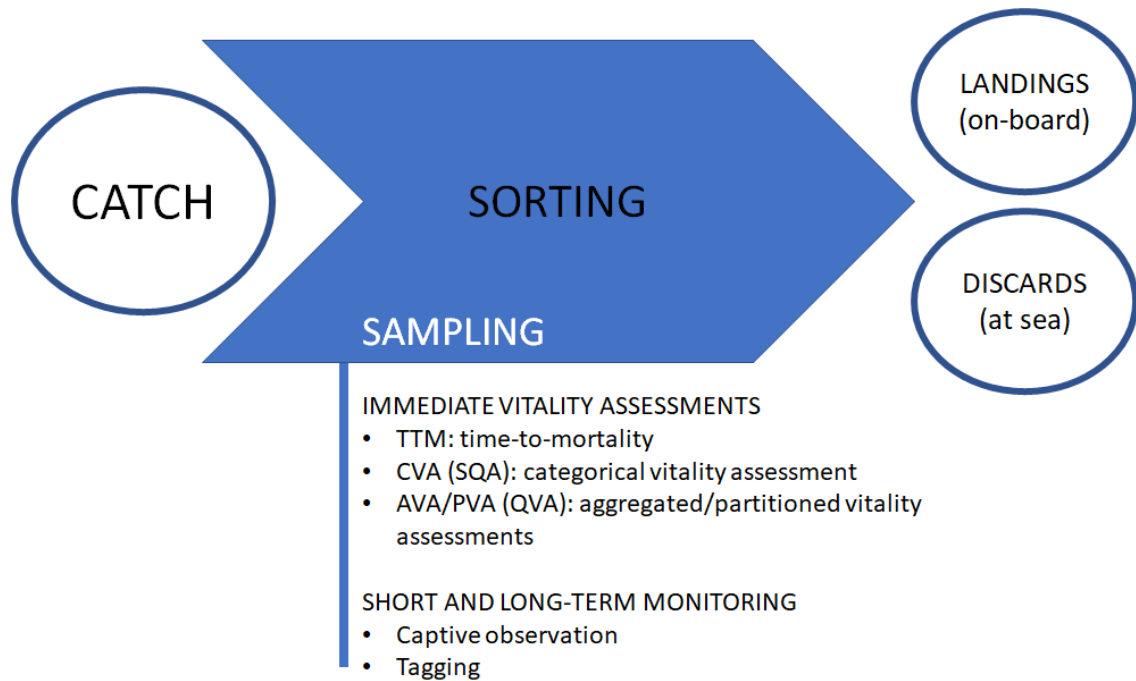 CATCH
SORTING
SAMPLING
LANDINGS
(on-board)
DISCARDS
(at sea)
IMMEDIATE VITALITY ASSESSMENTS
• TTM: time-to-mortality
• CVA (SQA): categorical vitality assessment
• AVA/PVA (QVA): aggregated/partitioned vitality
assessments
SHORT AND LONG-TERM MONITORING
• Captive observation
• Tagging